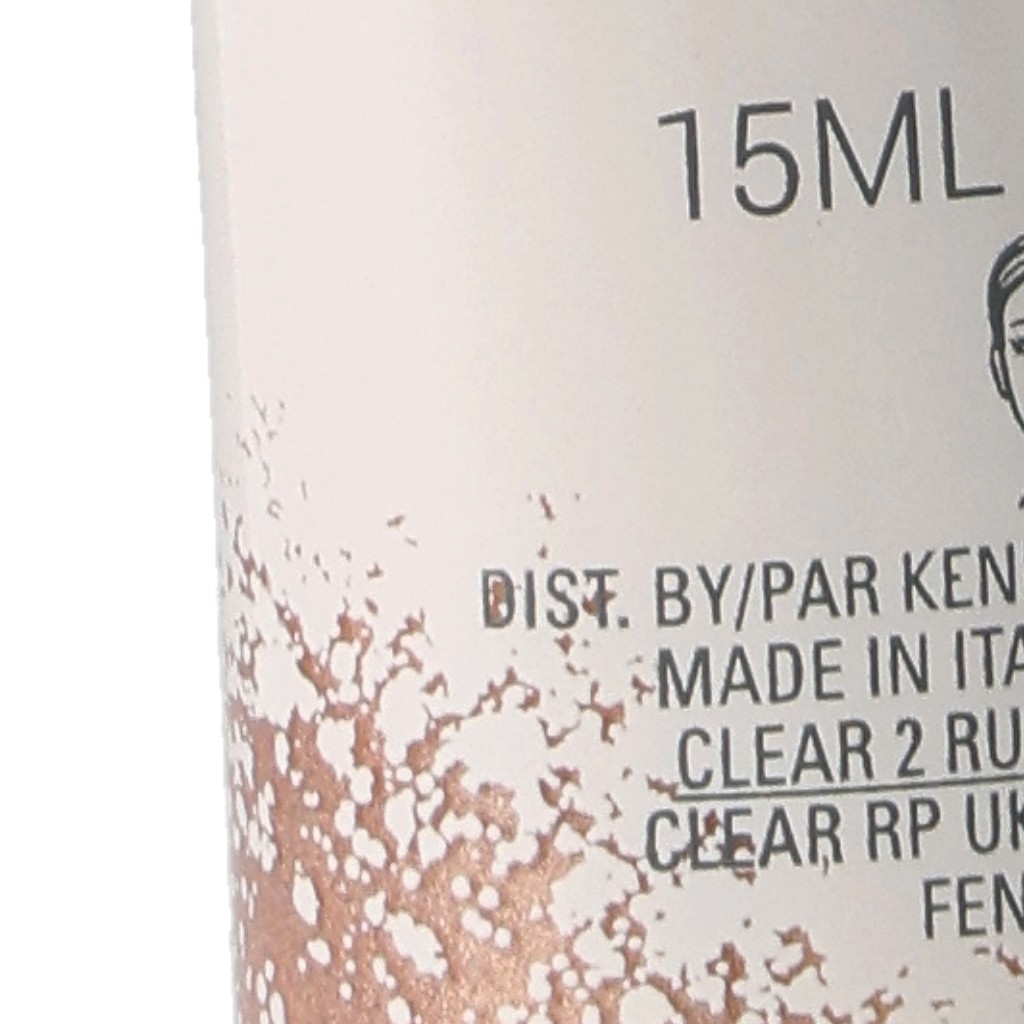 15ML
DIST. BY/PAR KEN
MADE IN ITA
CLEAR 2 RU
CLEAR RP UK
FEN